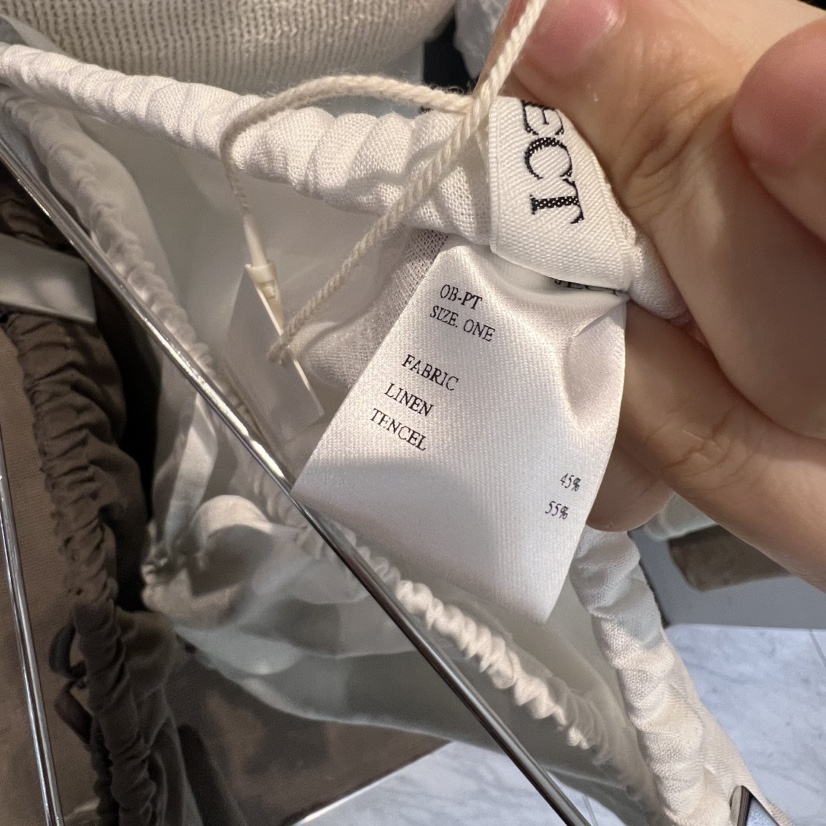 ECT
OB-PT
SIZE. ONE
FABRIC
LINEN 45%
TENCEL 55%